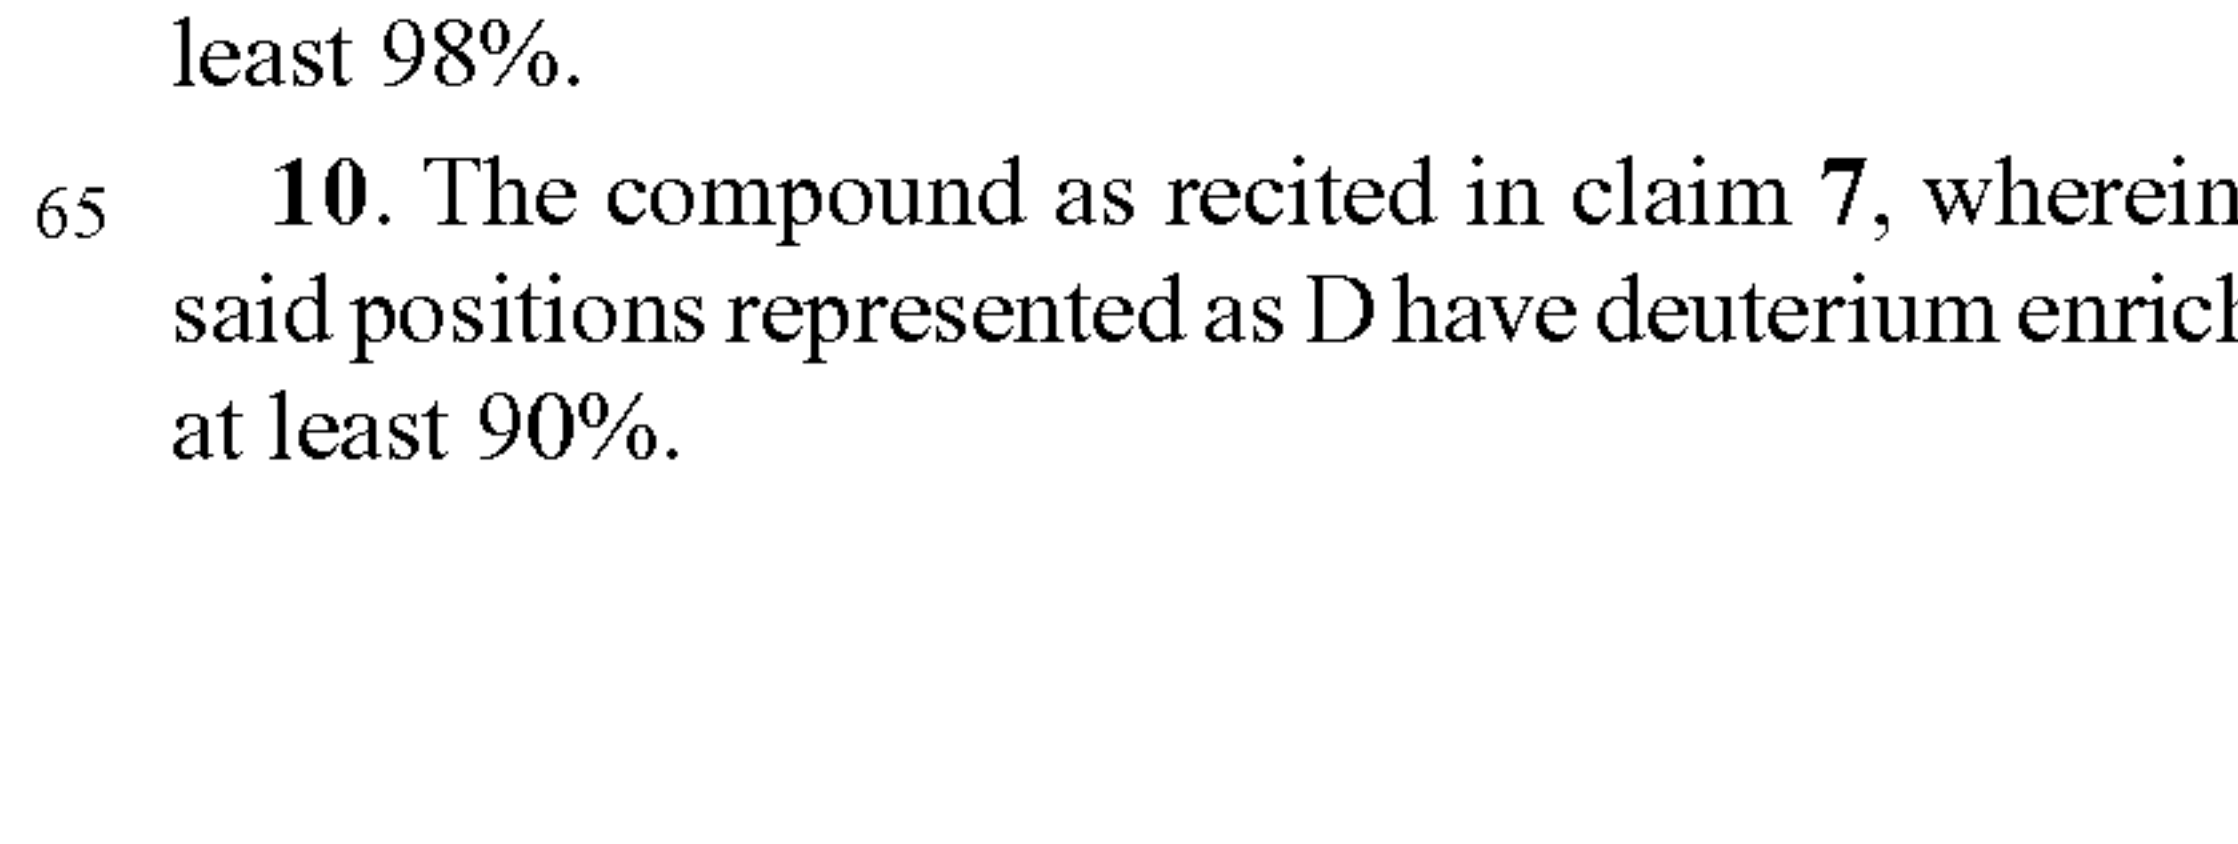 least 98%.
65 10. The compound as recited in claim 7, wherein
said positions represented as D have deuterium
at least 90%.